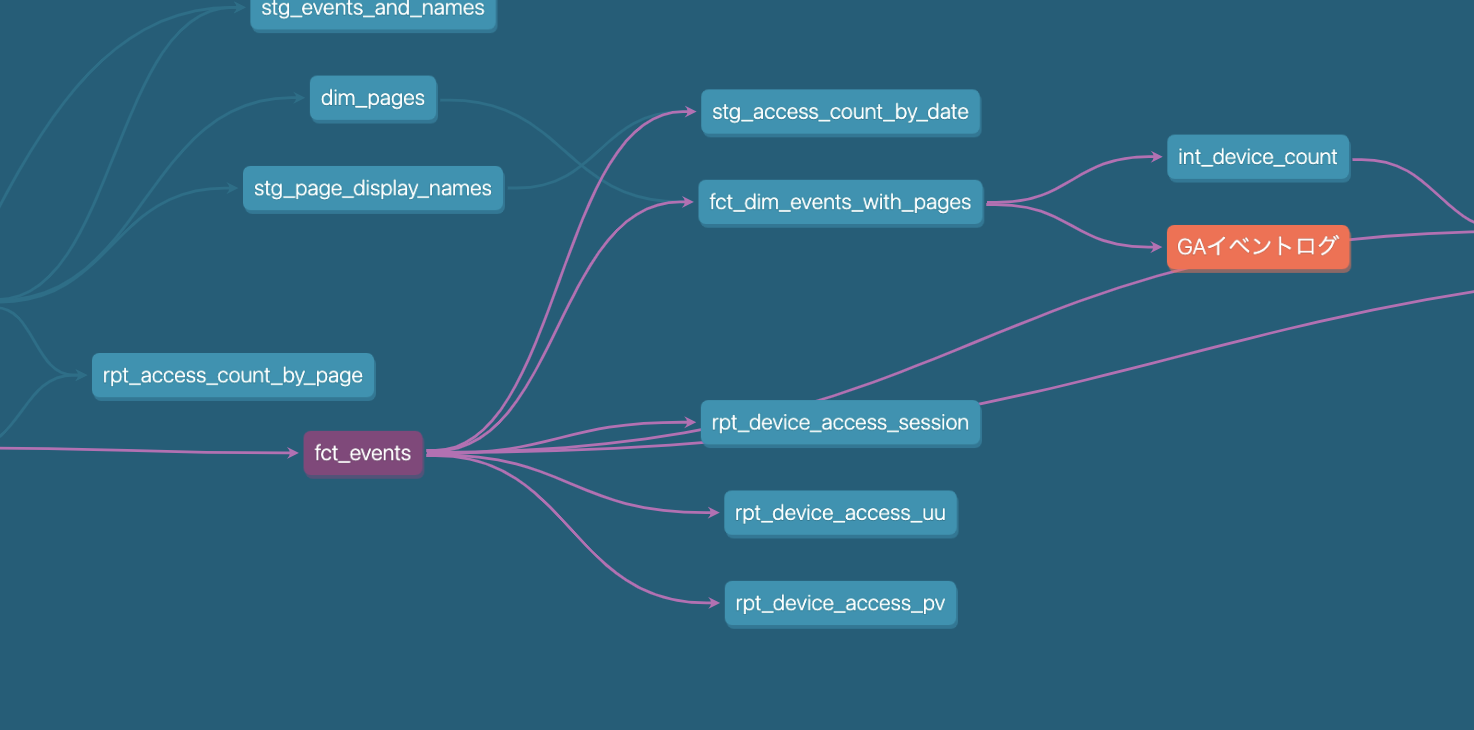 stg_events_and_names
dim_pages
stg_access_count_by_date
int_device_count
stg_page_display_names
fct_dim_events_with_pages
GAイベントログ
rpt_access_count_by_page
rpt_device_access_session
fct_events
rpt_device_access_uu
rpt_device_access_pv